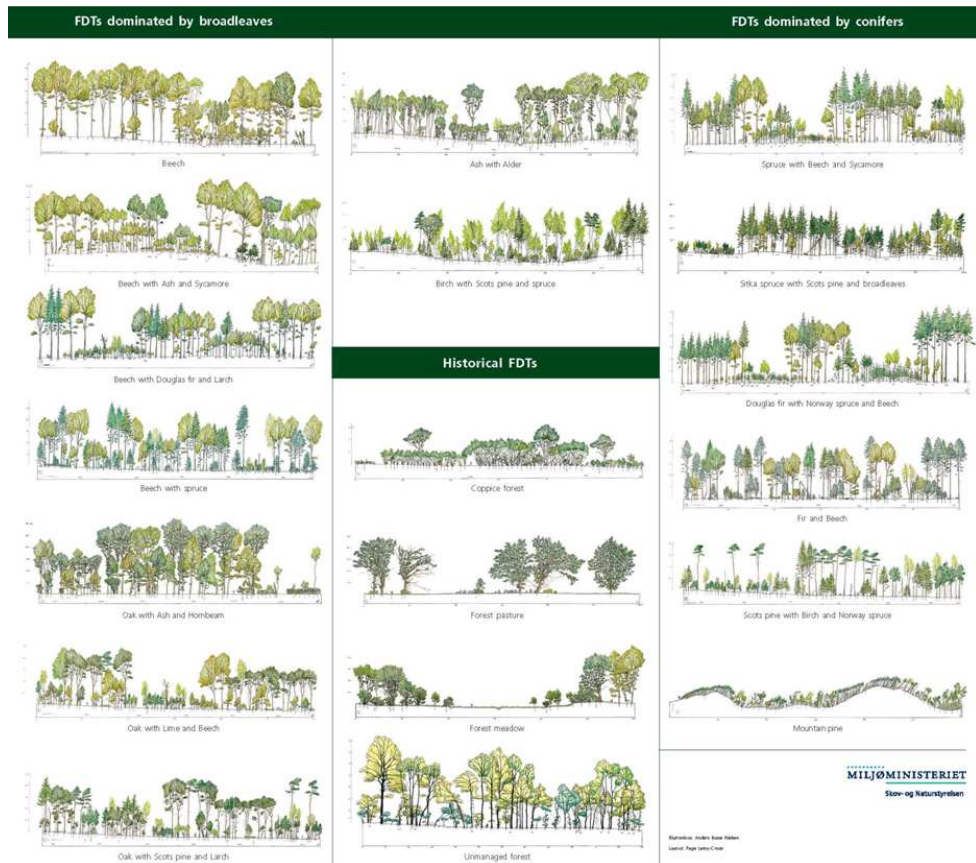 FDTs dominated by broadleaves
Beech
Beech with Ash and Sycamore
Beech with Douglas fir and Larch
Beech with spruce
Oak with Ash and Hornbeam
Oak with Lime and Beech
Oak with Scots pine and Larch
Ash with Alder
Birch with Scots pine and spruce
Historical FDTs
Coppice forest
Forest pasture
Forest meadow
Unmanaged forest
FDTs dominated by conifers
Spruce with Beech and Sycamore
Sitka spruce with Scots pine and broadleaves
Douglas fir with Norway spruce and Beech
Fir and Beech
Scots pine with Birch and Norway spruce
Mountain pine
MILJØMINISTERIET
Skov- og Naturstyrelsen